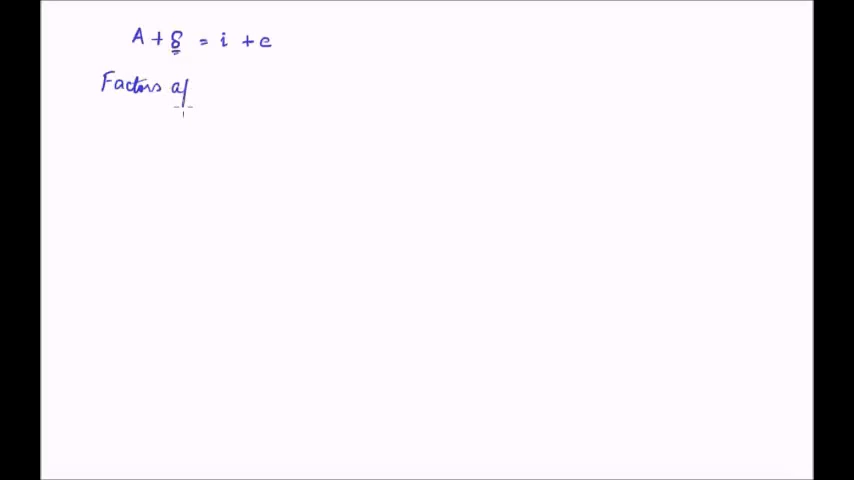 A + δ = i + e
Factors af